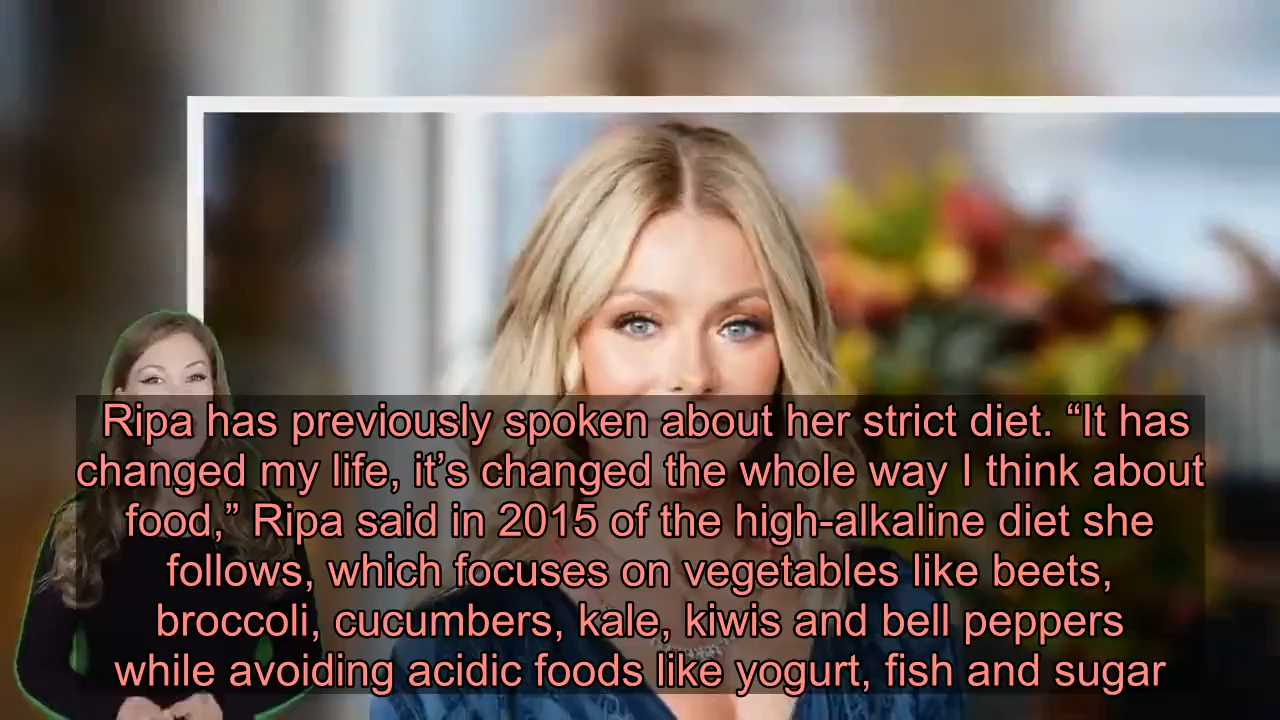 Ripa has previously spoken about her strict diet. “It has
changed my life, it’s changed the whole way I think about
food,” Ripa said in 2015 of the high-alkaline diet she
follows, which focuses on vegetables like beets,
broccoli, cucumbers, kale, kiwis and bell peppers
while avoiding acidic foods like yogurt, fish and sugar